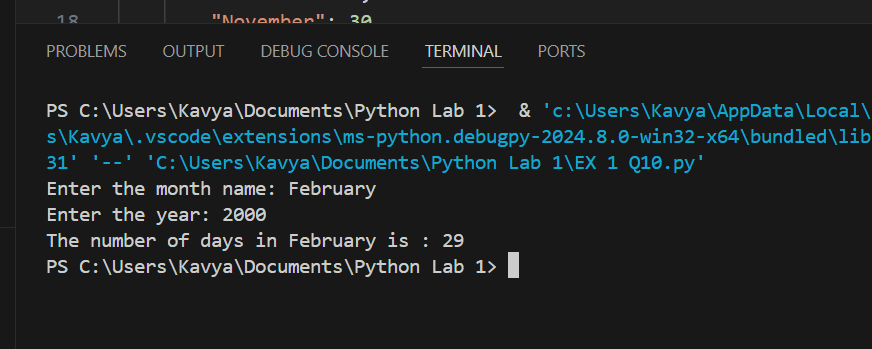 18 "November": 30
PROBLEMS OUTPUT DEBUG CONSOLE TERMINAL PORTS
PS C:\Users\Kavya\Documents\Python Lab 1>  & 'c:\Users\Kavya\AppData\Local\
s\Kavya\.vscode\extensions\ms-python.debugpy-2024.8.0-win32-x64\bundled\lib
31' '--' 'C:\Users\Kavya\Documents\Python Lab 1\EX 1 Q10.py'
Enter the month name: February
Enter the year: 2000
The number of days in February is : 29
PS C:\Users\Kavya\Documents\Python Lab 1>